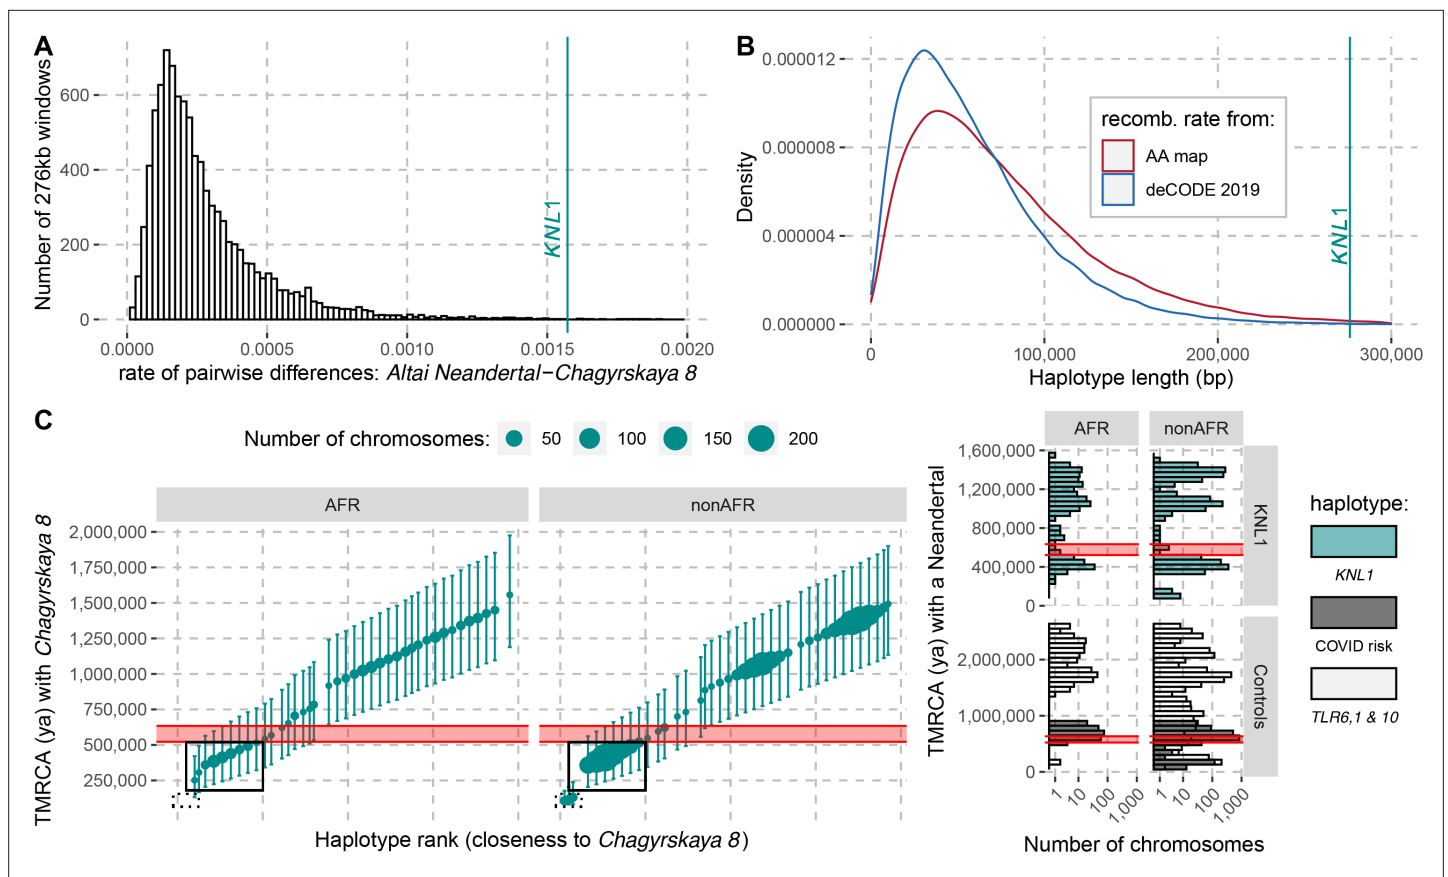 A
Number of 276kb windows
600
400
200
0
KNL1
0.0000
0.0005
0.0010
0.0015
0.0020
rate of pairwise differences: Altai Neandertal−Chagyrskaya 8
B
Density
0.000012
0.000008
0.000004
0.000000
recomb. rate from:
AA map
deCODE 2019
KNL1
0
100,000
200,000
300,000
Haplotype length (bp)
C
Number of chromosomes:
50
100
150
200
AFR
nonAFR
TMRCA (ya) with Chagyrskaya 8
2,000,000
1,750,000
1,500,000
1,250,000
1,000,000
750,000
500,000
250,000
Haplotype rank (closeness to Chagyrskaya 8)
AFR
nonAFR
TMRCA (ya) with a Neandertal
1,600,000
1,200,000
800,000
400,000
0
KNL1
2,000,000
1,000,000
0
Controls
1
10
100
1,000
1
10
100
1,000
Number of chromosomes
haplotype:
KNL1
COVID risk
TLR6,1 & 10